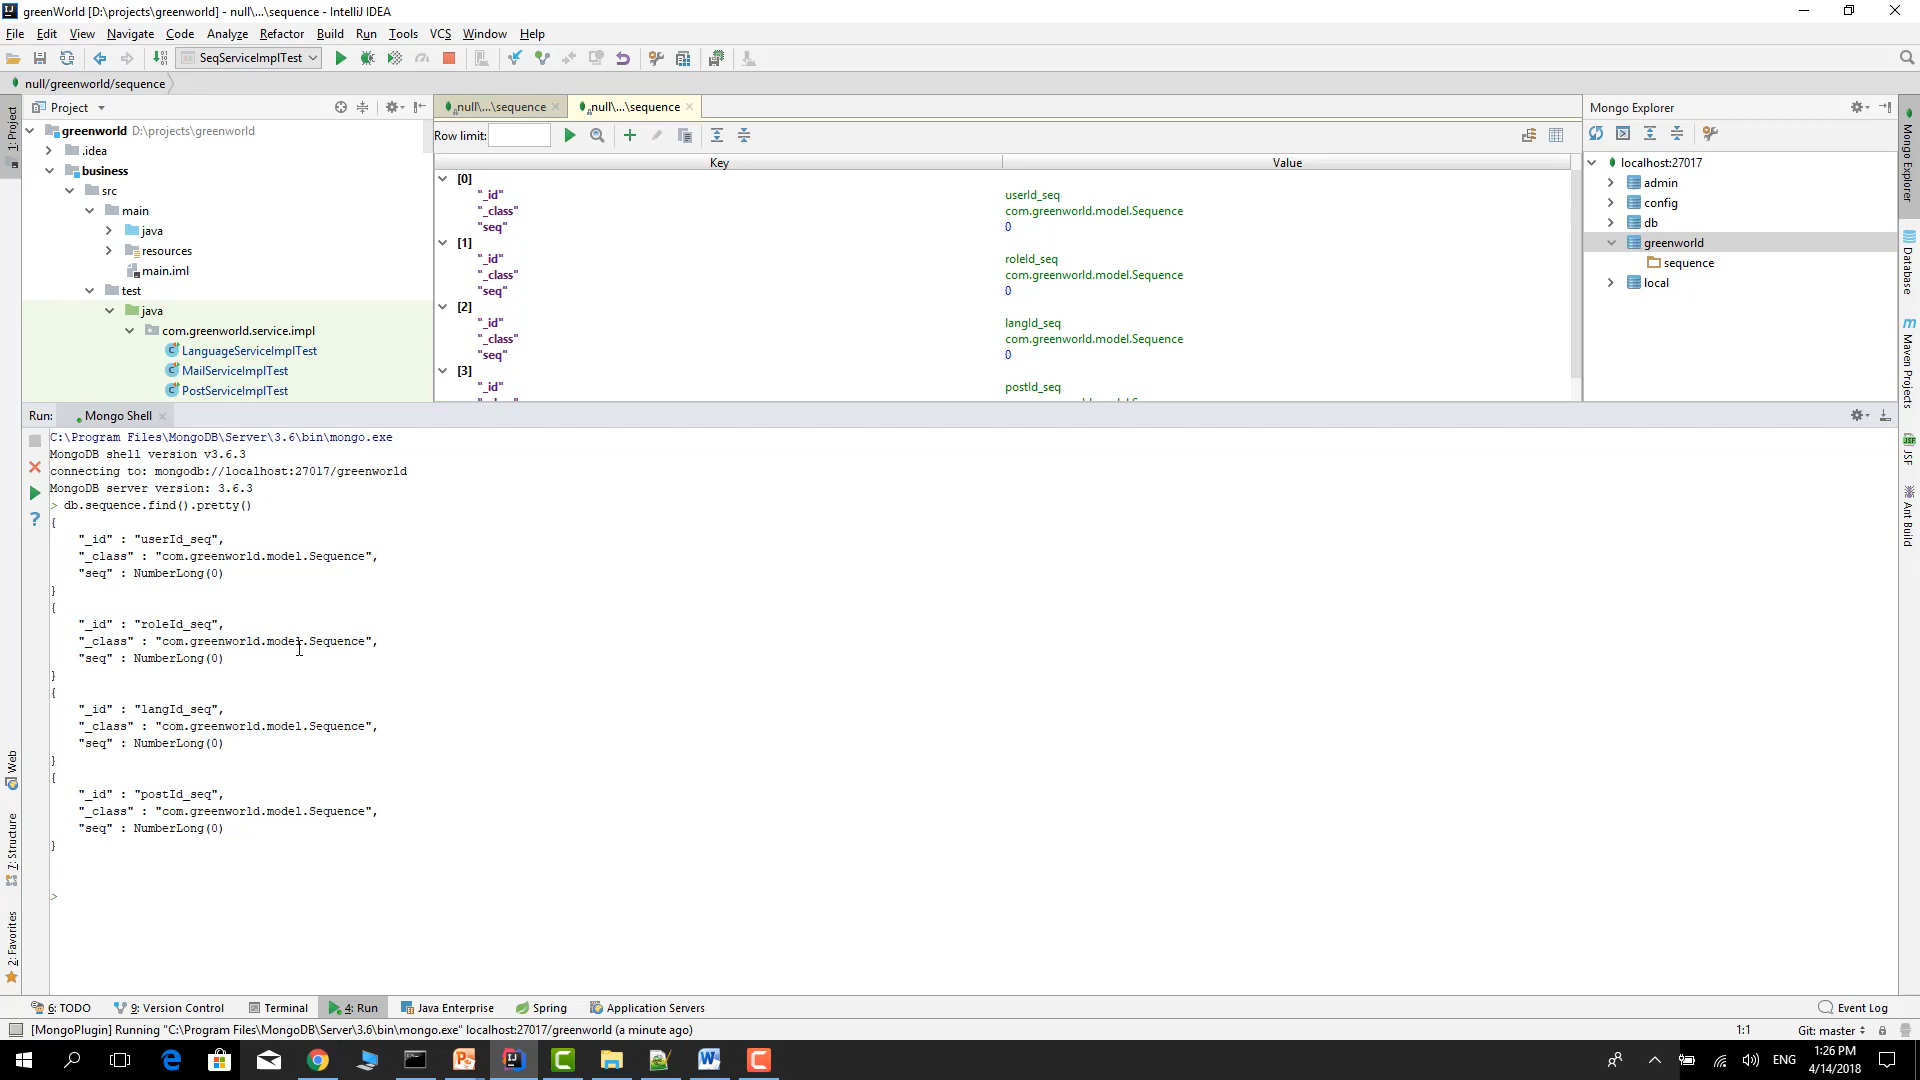 greenWorld [D:\projects\greenworld] - null\...\sequence - IntelliJ IDEA
File Edit View Navigate Code Analyze Refactor Build Run Tools VCS Window Help
SeqServiceImplTest
null/greenworld/sequence
1: Project
Project
null\...\sequence
null\...\sequence
Mongo Explorer
greenworld D:\projects\greenworld
.idea
business
src
main
java
resources
main.iml
test
java
com.greenworld.service.impl
LanguageServiceImplTest
MailServiceImplTest
PostServiceImplTest
Row limit:
Key Value
[0]
"_id" userId_seq
"_class" com.greenworld.model.Sequence
"seq" 0
[1]
"_id" roleId_seq
"_class" com.greenworld.model.Sequence
"seq" 0
[2]
"_id" langId_seq
"_class" com.greenworld.model.Sequence
"seq" 0
[3]
"_id" postId_seq
localhost:27017
admin
config
db
greenworld
sequence
local
Mongo Explorer
Database
Maven Projects
JSF
Ant Build
Run: Mongo Shell
C:\Program Files\MongoDB\Server\3.6\bin\mongo.exe
MongoDB shell version v3.6.3
connecting to: mongodb://localhost:27017/greenworld
MongoDB server version: 3.6.3
> db.sequence.find().pretty()
{
"_id" : "userId_seq",
"_class" : "com.greenworld.model.Sequence",
"seq" : NumberLong(0)
}
{
"_id" : "roleId_seq",
"_class" : "com.greenworld.model.Sequence",
"seq" : NumberLong(0)
}
{
"_id" : "langId_seq",
"_class" : "com.greenworld.model.Sequence",
"seq" : NumberLong(0)
}
{
"_id" : "postId_seq",
"_class" : "com.greenworld.model.Sequence",
"seq" : NumberLong(0)
}
>
Web
7: Structure
2: Favorites
6: TODO 9: Version Control Terminal 4: Run Java Enterprise Spring Application Servers Event Log
[MongoPlugin] Running "C:\Program Files\MongoDB\Server\3.6\bin\mongo.exe" localhost:27017/greenworld (a minute ago) 1:1 Git: master
ENG
1:26 PM
4/14/2018